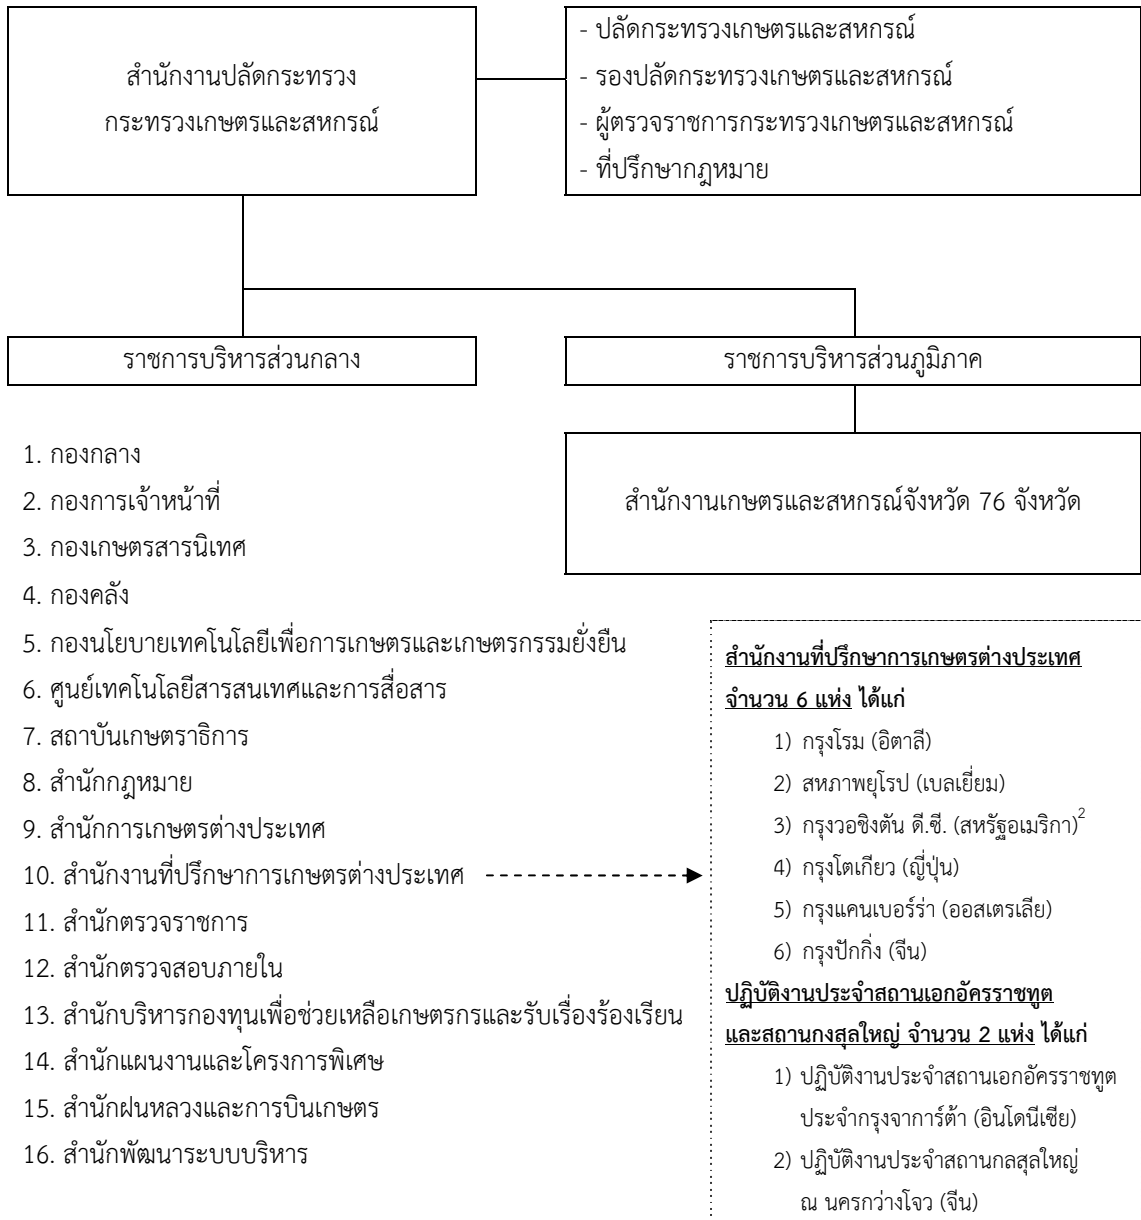 สำนักงานปลัดกระทรวง
กระทรวงเกษตรและสหกรณ์
- ปลัดกระทรวงเกษตรและสหกรณ์
- รองปลัดกระทรวงเกษตรและสหกรณ์
- ผู้ตรวจราชการกระทรวงเกษตรและสหกรณ์
- ที่ปรึกษากฎหมาย
ราชการบริหารส่วนกลาง
ราชการบริหารส่วนภูมิภาค
สำนักงานเกษตรและสหกรณ์จังหวัด 76 จังหวัด
1. กองกลาง
2. กองการเจ้าหน้าที่
3. กองเกษตรสารนิเทศ
4. กองคลัง
5. กองนโยบายเทคโนโลยีเพื่อการเกษตรและเกษตรกรรมยั่งยืน
6. ศูนย์เทคโนโลยีสารสนเทศและการสื่อสาร
7. สถาบันเกษตราธิการ
8. สำนักกฎหมาย
9. สำนักการเกษตรต่างประเทศ
10. สำนักงานที่ปรึกษาการเกษตรต่างประเทศ
11. สำนักตรวจราชการ
12. สำนักตรวจสอบภายใน
13. สำนักบริหารกองทุนเพื่อช่วยเหลือเกษตรกรและรับเรื่องร้องเรียน
14. สำนักแผนงานและโครงการพิเศษ
15. สำนักฝนหลวงและการบินเกษตร
16. สำนักพัฒนาระบบบริหาร
สำนักงานที่ปรึกษาการเกษตรต่างประเทศ
จำนวน 6 แห่ง ได้แก่
1) กรุงโรม (อิตาลี)
2) สหภาพยุโรป (เบลเยี่ยม)
3) กรุงวอชิงตัน ดี.ซี. (สหรัฐอเมริกา)²
4) กรุงโตเกียว (ญี่ปุ่น)
5) กรุงแคนเบอร์ร่า (ออสเตรเลีย)
6) กรุงปักกิ่ง (จีน)
ปฏิบัติงานประจำสถานเอกอัครราชทูต
และสถานกงสุลใหญ่ จำนวน 2 แห่ง ได้แก่
1) ปฏิบัติงานประจำสถานเอกอัครราชทูต
ประจำกรุงจาการ์ต้า (อินโดนีเซีย)
2) ปฏิบัติงานประจำสถานกลสุลใหญ่
ณ นครกว่างโจว (จีน)